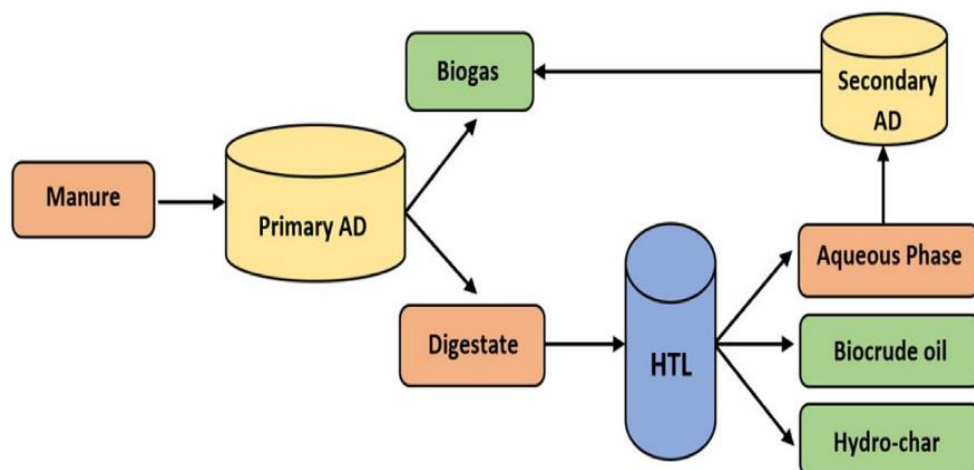 Biogas
Secondary
AD
Manure
Primary AD
Aqueous Phase
Digestate
HTL
Biocrude oil
Hydro-char